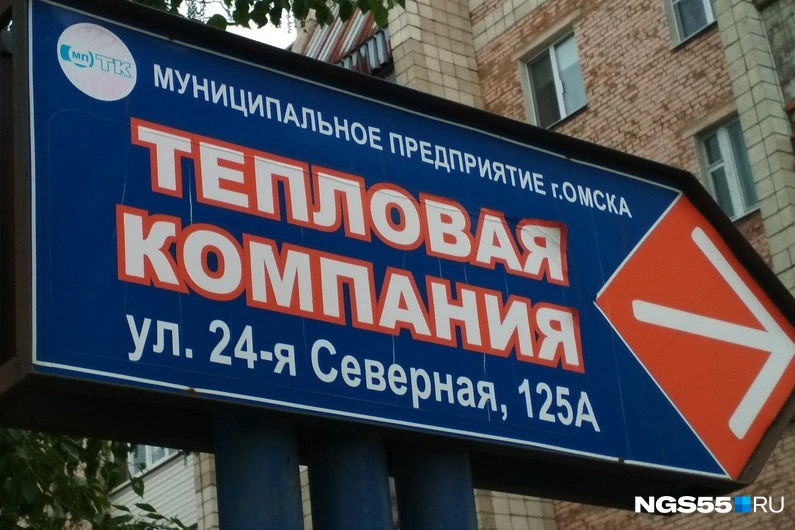 (МП) ТК
МУНИЦИПАЛЬНОЕ ПРЕДПРИЯТИЕ г.ОМСКА
ТЕПЛОВАЯ
КОМПАНИЯ
ул. 24-я Северная, 125А
NGS55.RU